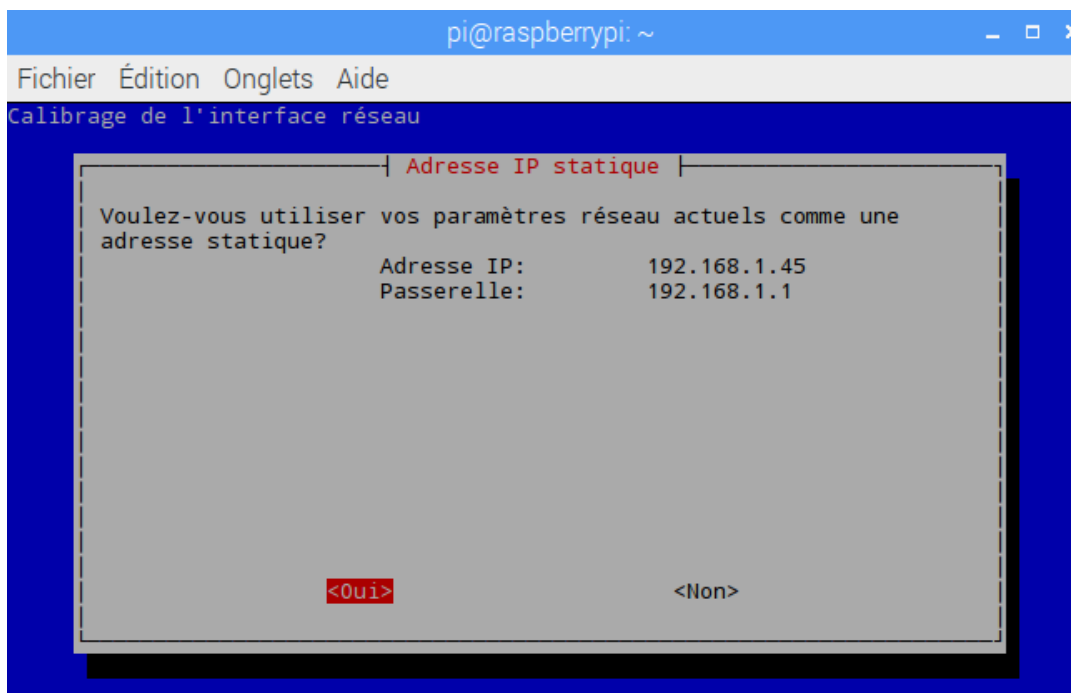 pi@raspberrypi: ~
Fichier Édition Onglets Aide
Calibrage de l'interface réseau
Adresse IP statique
Voulez-vous utiliser vos paramètres réseau actuels comme une
adresse statique?
Adresse IP: 192.168.1.45
Passerelle: 192.168.1.1
<Oui> <Non>